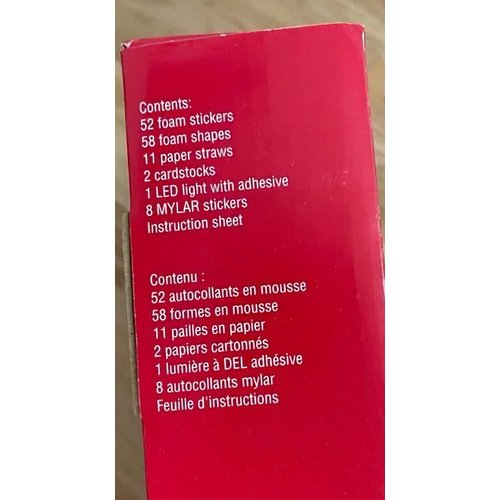 Contents:
52 foam stickers
58 foam shapes
11 paper straws
2 cardstocks
1 LED light with adhesive
8 MYLAR stickers
Instruction sheet
Contenu :
52 autocollants en mousse
58 formes en mousse
11 pailles en papier
2 papiers cartonnés
1 lumière à DEL adhésive
8 autocollants mylar
Feuille d'instructions